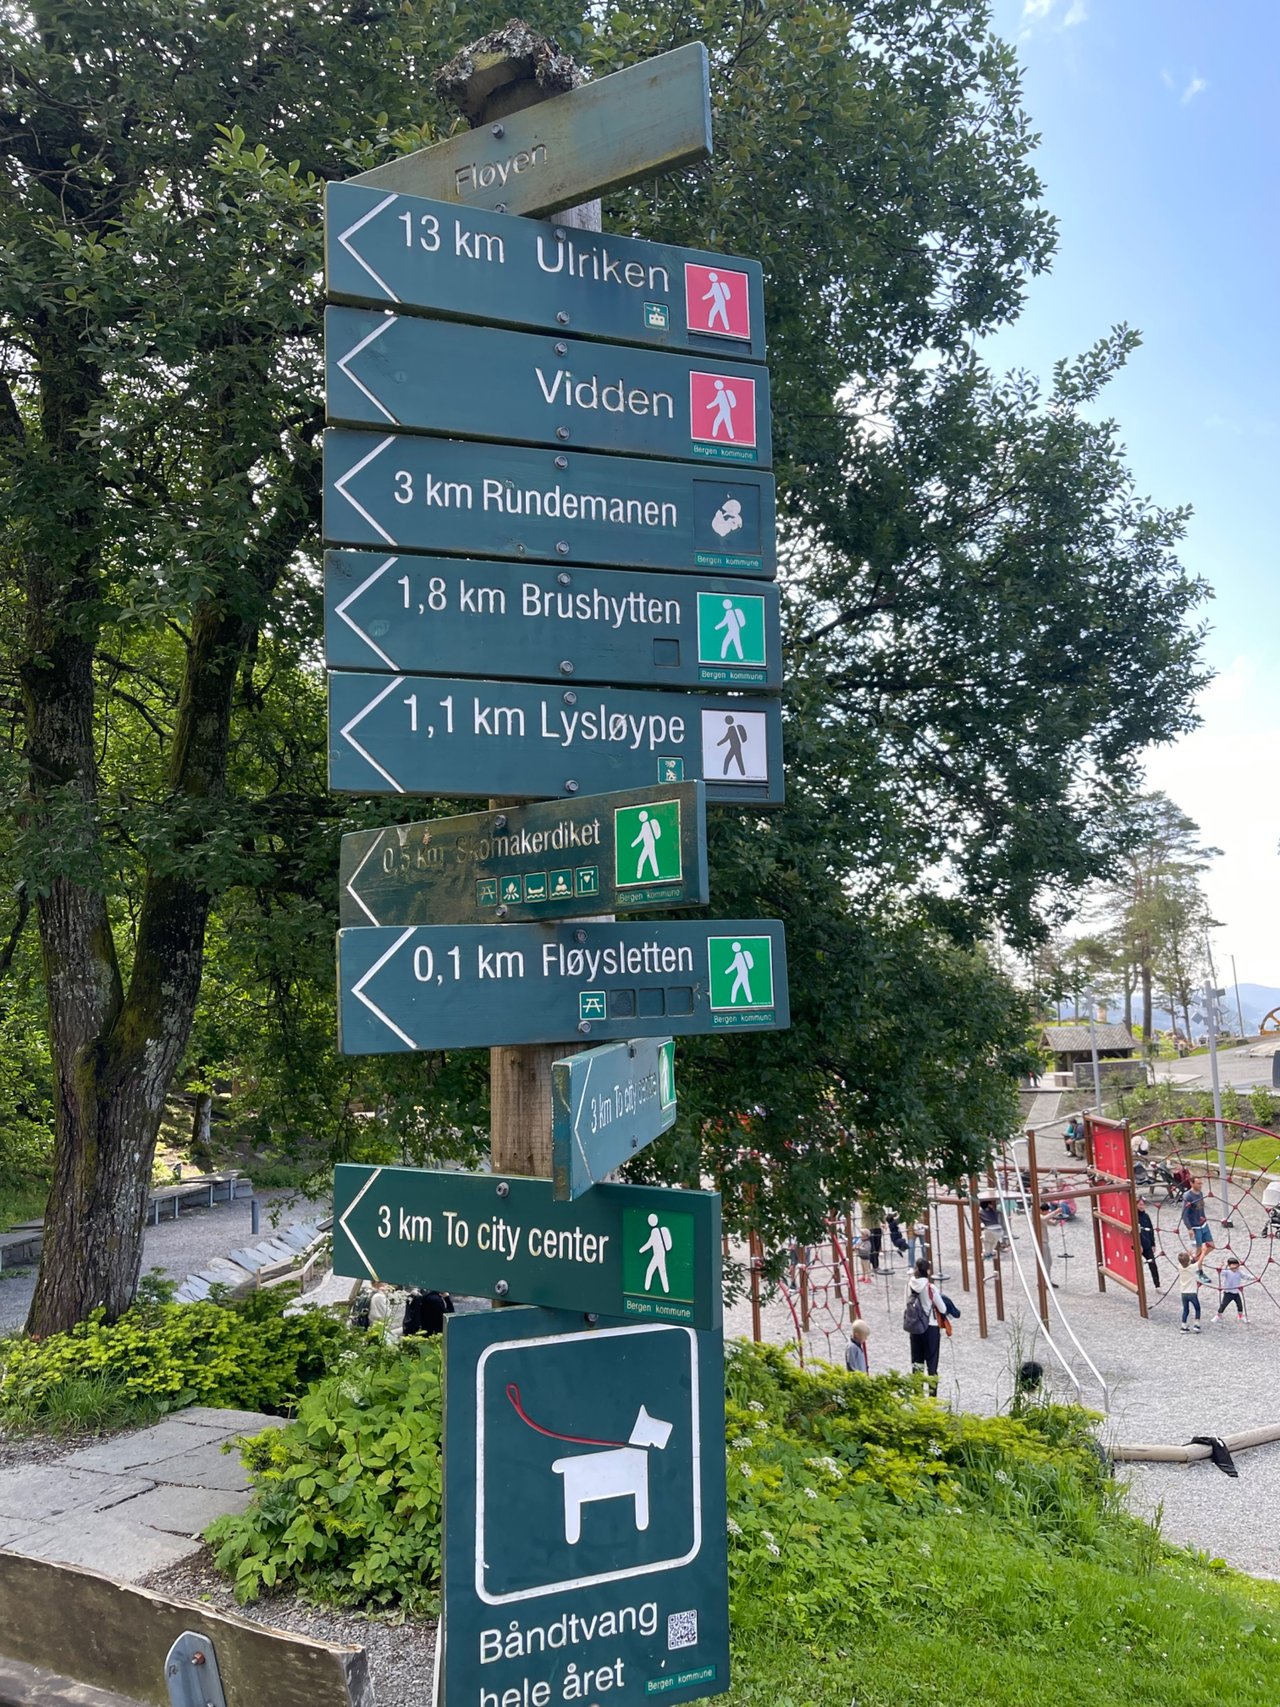 Fløyen
13 km Ulriken
Vidden
Bergen kommune
3 km Rundemanen
Bergen kommune
1,8 km Brushytten
Bergen kommune
1,1 km Lysløype
0,5 km Skomakerdiket
Bergen kommune
0,1 km Fløysletten
Bergen kommune
3 km To city center
3 km To city center
Bergen kommune
Båndtvang
hele året
Bergen kommune